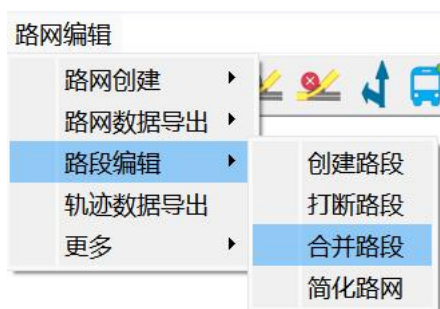 路网编辑
路网创建
路网数据导出
路段编辑
轨迹数据导出
更多
创建路段
打断路段
合并路段
简化路网